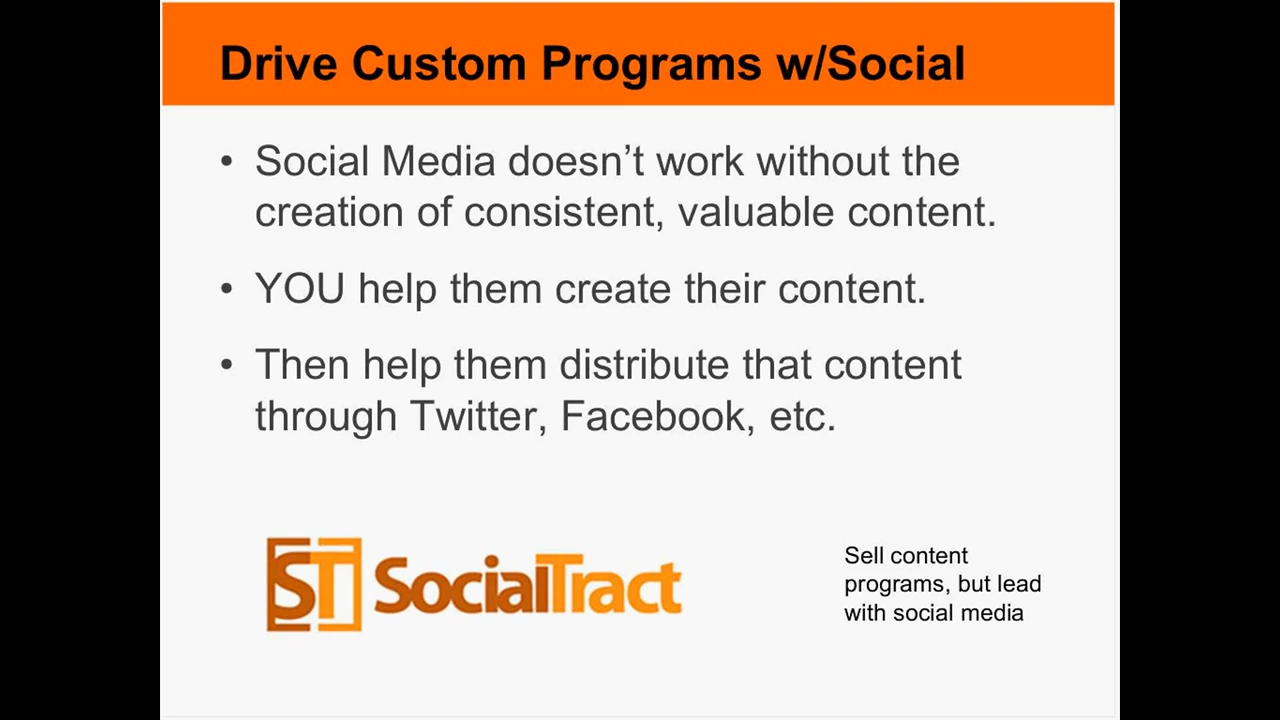 Drive Custom Programs w/Social
• Social Media doesn’t work without the
creation of consistent, valuable content.
• YOU help them create their content.
• Then help them distribute that content
through Twitter, Facebook, etc.
ST SocialTract
Sell content
programs, but lead
with social media